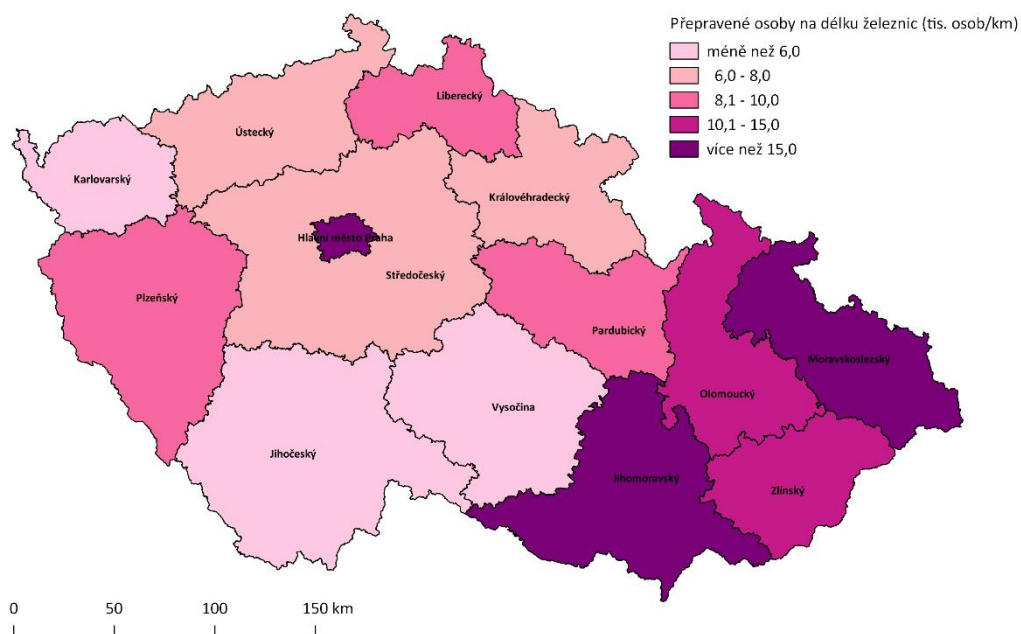 Přepravené osoby na délku železnic (tis. osob/km)
méně než 6,0
6,0 - 8,0
8,1 - 10,0
10,1 - 15,0
více než 15,0
Liberecký
Ústecký
Karlovarský
Královéhradecký
Hlavní město Praha
Středočeský
Plzeňský
Pardubický
Moravskoslezský
Olomoucký
Vysočina
Jihočeský
Jihomoravský
Zlínský
0 50 100 150 km